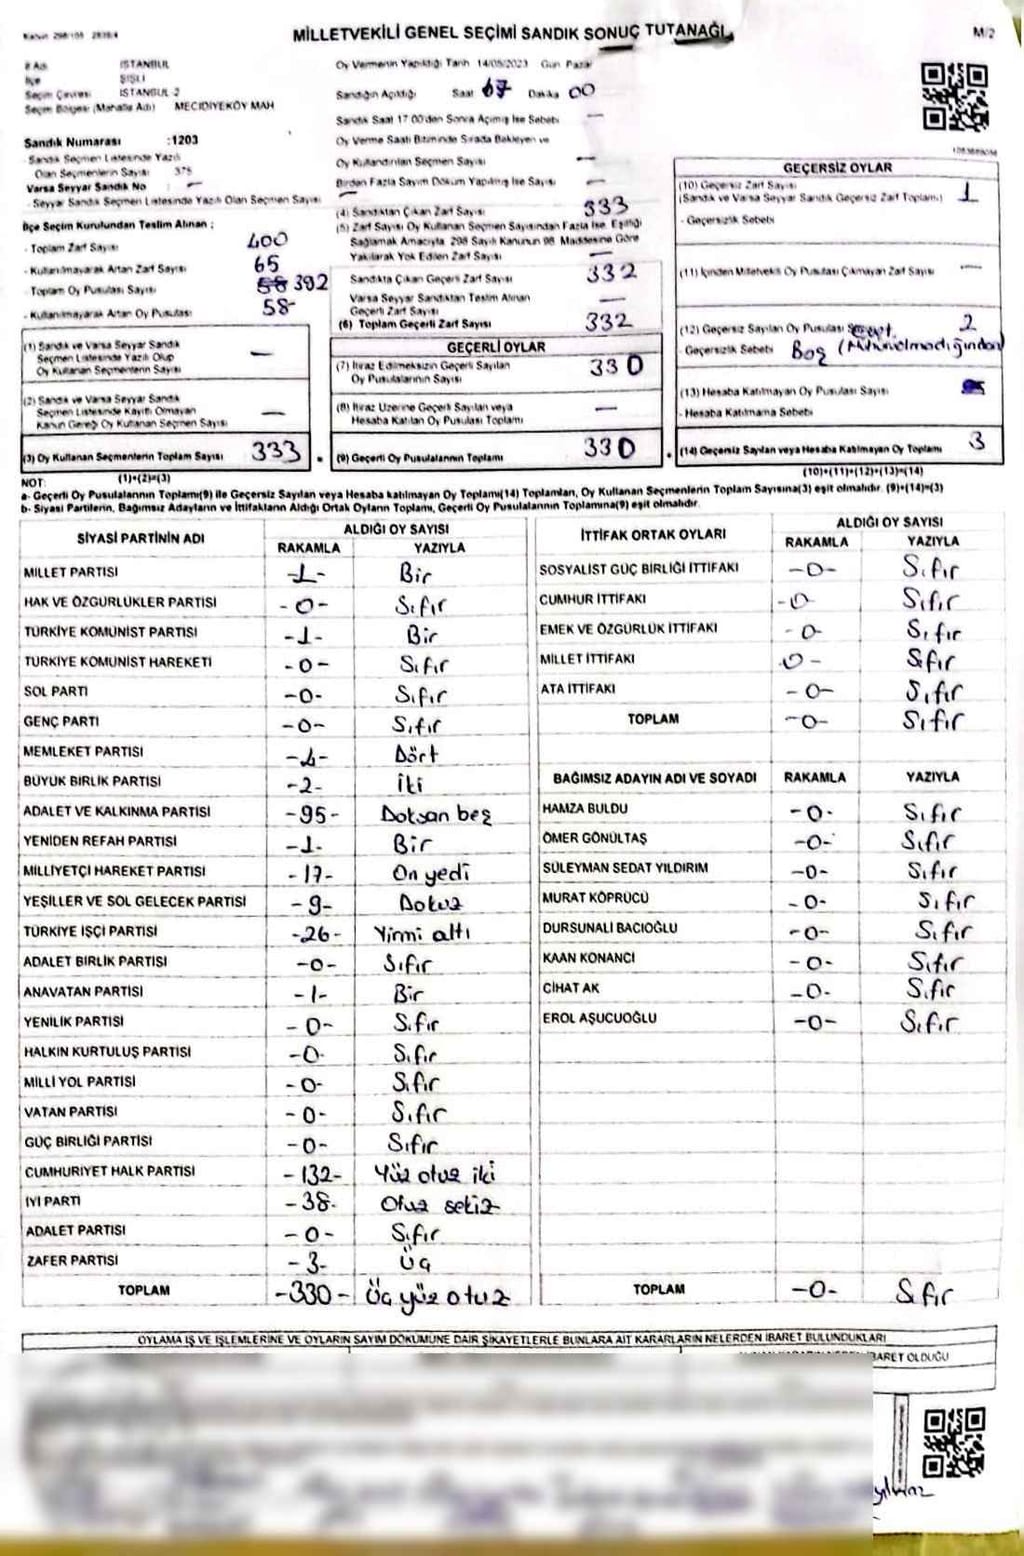 MİLLETVEKİLİ GENEL SEÇİMİ SANDIK SONUÇ TUTANAĞI
M/2
İl Adı İSTANBUL
İlçe ŞİŞLİ
Seçim Çevresi İSTANBUL-2
Seçim Bölgesi (Mahalle Adı) MECİDİYEKÖY MAH
Sandık Numarası :1203
- Sandık Seçmen Listesinde Yazılı
Olan Seçmenlerin Sayısı 375
Varsa Seyyar Sandık No : -
- Seyyar Sandık Seçmen Listesinde Yazılı Olan Seçmen Sayısı -
İlçe Seçim Kurulundan Teslim Alınan :
- Toplam Zarf Sayısı 400
- Kullanılmayarak Artan Zarf Sayısı 65
- Toplam Oy Pusulası Sayısı 392
- Kullanılmayarak Artan Oy Pusulası 58-
(1) Sandık ve Varsa Seyyar Sandık
Seçmen Listesinde Yazılı Olup
Oy Kullanan Seçmenlerin Sayısı -
(2) Sandık ve Varsa Seyyar Sandık
Seçmen Listesinde Kayıtlı Olmayan
Kanun Gereği Oy Kullanan Seçmen Sayısı -
(3) Oy Kullanan Seçmenlerin Toplam Sayısı 333
(1)+(2)=(3)
Oy Vermenin Yapıldığı Tarih 14/05/2023 Gün Pazar
Sandığın Açıldığı Saat 17 Dakika 00
Sandık Saat 17 00'den Sonra Açılmış İse Sebebi -
Oy Verme Saati Bitiminde Sırada Bekleyen ve
Oy Kullandırılan Seçmen Sayısı -
Birden Fazla Sayım Döküm Yapılmış İse Sayısı -
(4) Sandıktan Çıkan Zarf Sayısı 333
(5) Zarf Sayısı Oy Kullanan Seçmen Sayısından Fazla İse, Eşitliği
Sağlamak Amacıyla 298 Sayılı Kanunun 98 Maddesine Göre
Yakılarak Yok Edilen Zarf Sayısı -
Sandıkta Çıkan Geçerli Zarf Sayısı 332
Varsa Seyyar Sandıktan Teslim Alınan
Geçerli Zarf Sayısı -
(6) Toplam Geçerli Zarf Sayısı 332
GEÇERLİ OYLAR
(7) İtiraz Edilmeksizin Geçerli Sayılan
Oy Pusulalarının Sayısı 330
(8) İtiraz Üzerine Geçerli Sayılan veya
Hesaba Katılan Oy Pusulası Toplamı -
(9) Geçerli Oy Pusulalarının Toplamı 330
GEÇERSİZ OYLAR
(10) Geçersiz Zarf Sayısı
(Sandık ve Varsa Seyyar Sandık Geçersiz Zarf Toplamı) 1
- Geçersizlik Sebebi
(11) İçinden Milletvekili Oy Pusulası Çıkmayan Zarf Sayısı -
(12) Geçersiz Sayılan Oy Pusulası 2
- Geçersizlik Sebebi Boş (Mühürolmadığından)
(13) Hesaba Katılmayan Oy Pusulası Sayısı
- Hesaba Katılmama Sebebi
(14) Geçersiz Sayılan veya Hesaba Katılmayan Oy Toplamı 3
(10)+(11)+(12)+(13)=(14)
NOT:
a- Geçerli Oy Pusulalarının Toplamı(9) ile Geçersiz Sayılan veya Hesaba katılmayan Oy Toplamı(14) Toplamları, Oy Kullanan Seçmenlerin Toplam Sayısına(3) eşit olmalıdır. (9)+(14)=(3)
b- Siyasi Partilerin, Bağımsız Adayların ve İttifakların Aldığı Ortak Oyların Toplamı, Geçerli Oy Pusulalarının Toplamına(9) eşit olmalıdır.
SİYASİ PARTİNİN ADI ALDIĞI OY SAYISI
RAKAMLA YAZIYLA
MİLLET PARTİSİ -1- Bir
HAK VE ÖZGÜRLÜKLER PARTİSİ -0- Sıfır
TÜRKİYE KOMÜNİST PARTİSİ -1- Bir
TÜRKİYE KOMÜNİST HAREKETİ -0- Sıfır
SOL PARTİ -0- Sıfır
GENÇ PARTİ -0- Sıfır
MEMLEKET PARTİSİ -4- Dört
BÜYÜK BİRLİK PARTİSİ -2- İki
ADALET VE KALKINMA PARTİSİ -95- Doksan beş
YENİDEN REFAH PARTİSİ -1- Bir
MİLLİYETÇİ HAREKET PARTİSİ -17- On yedi
YEŞİLLER VE SOL GELECEK PARTİSİ -9- Dokuz
TÜRKİYE İŞÇİ PARTİSİ -26- Yirmi altı
ADALET BİRLİK PARTİSİ -0- Sıfır
ANAVATAN PARTİSİ -1- Bir
YENİLİK PARTİSİ -0- Sıfır
HALKIN KURTULUŞ PARTİSİ -0- Sıfır
MİLLİ YOL PARTİSİ -0- Sıfır
VATAN PARTİSİ -0- Sıfır
GÜÇ BİRLİĞİ PARTİSİ -0- Sıfır
CUMHURİYET HALK PARTİSİ -132- Yüz otuz iki
İYİ PARTİ -38- Otuz sekiz
ADALET PARTİSİ -0- Sıfır
ZAFER PARTİSİ -3- Üç
TOPLAM -330- Üç yüz otuz
İTTİFAK ORTAK OYLARI ALDIĞI OY SAYISI
RAKAMLA YAZIYLA
SOSYALİST GÜÇ BİRLİĞİ İTTİFAKI -0- Sıfır
CUMHUR İTTİFAKI -0 Sıfır
EMEK VE ÖZGÜRLÜK İTTİFAKI -0- Sıfır
MİLLET İTTİFAKI 0- Sıfır
ATA İTTİFAKI -0- Sıfır
TOPLAM -0- Sıfır
BAĞIMSIZ ADAYIN ADI VE SOYADI RAKAMLA YAZIYLA
HAMZA BULDU -0- Sıfır
ÖMER GÖNÜLTAŞ -0- Sıfır
SÜLEYMAN SEDAT YILDIRIM -0- Sıfır
MURAT KÖPRÜCÜ -0- Sıfır
DURSUNALİ BACIOĞLU -0- Sıfır
KAAN KONANCI -0- Sıfır
CİHAT AK -0- Sıfır
EROL AŞUCUOĞLU -0- Sıfır
TOPLAM -0- Sıfır
OYLAMA İŞ VE İŞLEMLERİNE VE OYLARIN SAYIM DÖKÜMÜNE DAİR ŞİKAYETLERLE BUNLARA AİT KARARLARIN NELERDEN İBARET BULUNDUKLARI
BARET OLDUĞU